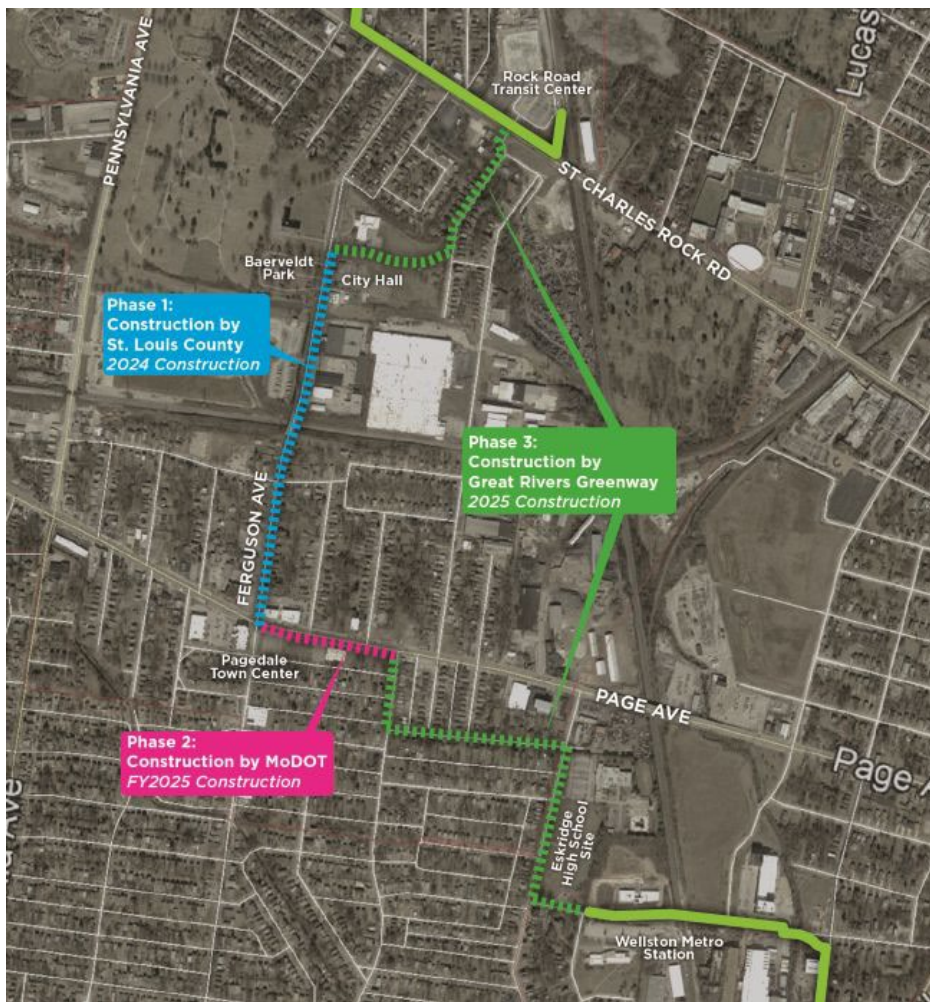 Rock Road
Transit Center
Lucas
PENNSYLVANIA AVE
ST CHARLES ROCK RD
Baerveldt
Park
City Hall
Phase 1:
Construction by
St. Louis County
2024 Construction
Phase 3:
Construction by
Great Rivers Greenway
2025 Construction
FERGUSON AVE
Pagedale
Town Center
PAGE AVE
Phase 2:
Construction by MoDOT
FY2025 Construction
Page A
Ave
Eskridge
High School
Site
Wellston Metro
Station